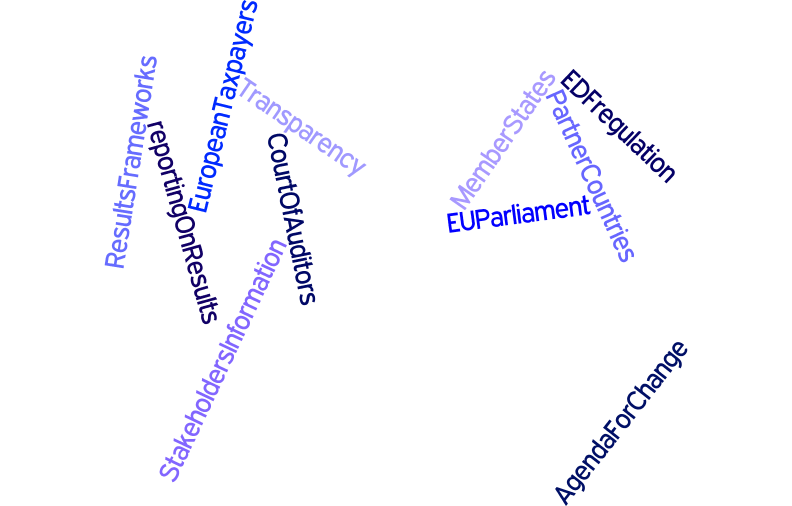 EuropeanTaxpayers
ResultsFrameworks
Transparency
reportingOnResults
CourtOfAuditors
StakeholdersInformation
MemberStates
EDFregulation
PartnerCountries
EUParliament
AgendaForChange